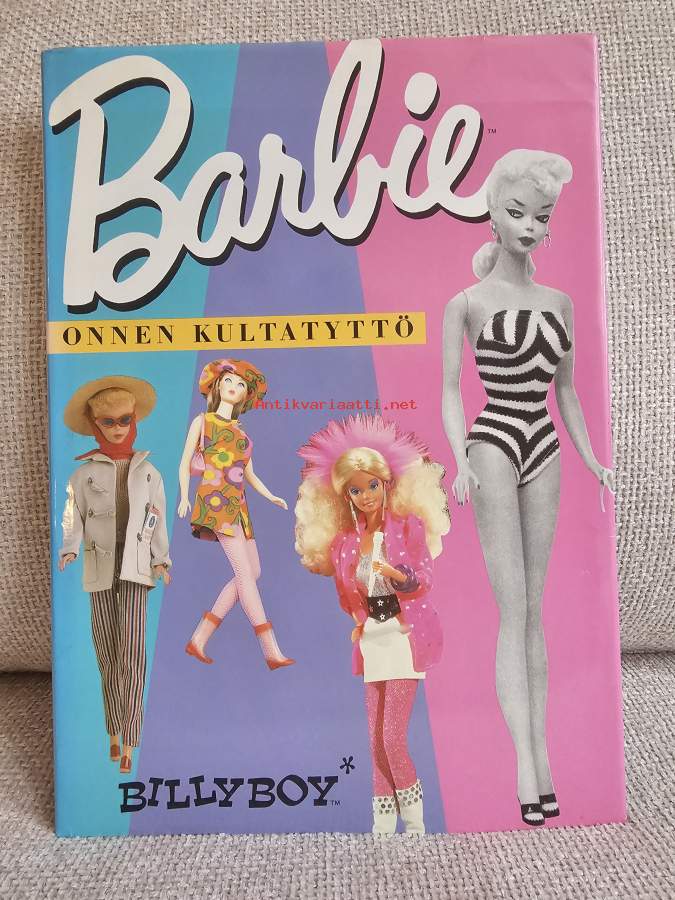 Barbie™
ONNEN KULTATYTTÖ
Antikvariaatti.net
BILLYBOY*™